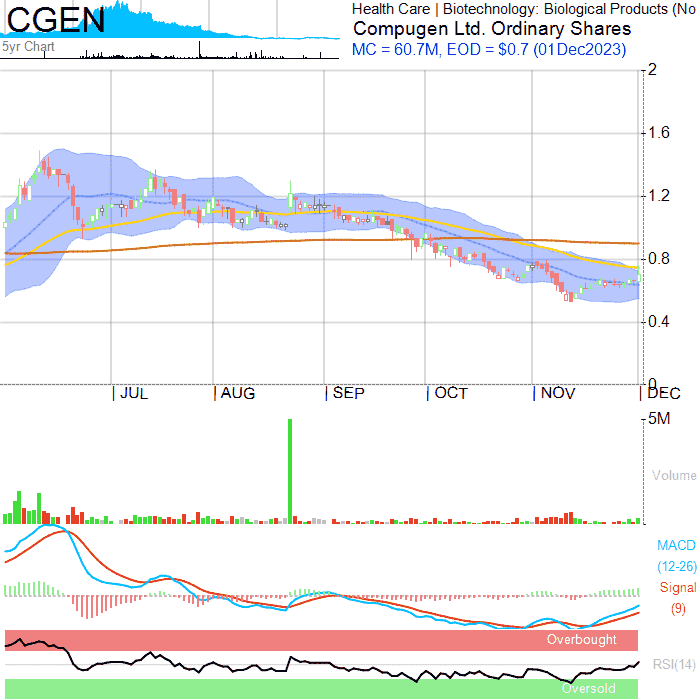 CGEN
5yr Chart
Health Care | Biotechnology: Biological Products (No
Compugen Ltd. Ordinary Shares
MC = 60.7M, EOD = $0.7 (01Dec2023)
2
1.6
1.2
0.8
0.4
0
JUL AUG SEP OCT NOV DEC
5M
Volume
MACD
(12-26)
Signal
(9)
Overbought
RSI(14)
Oversold